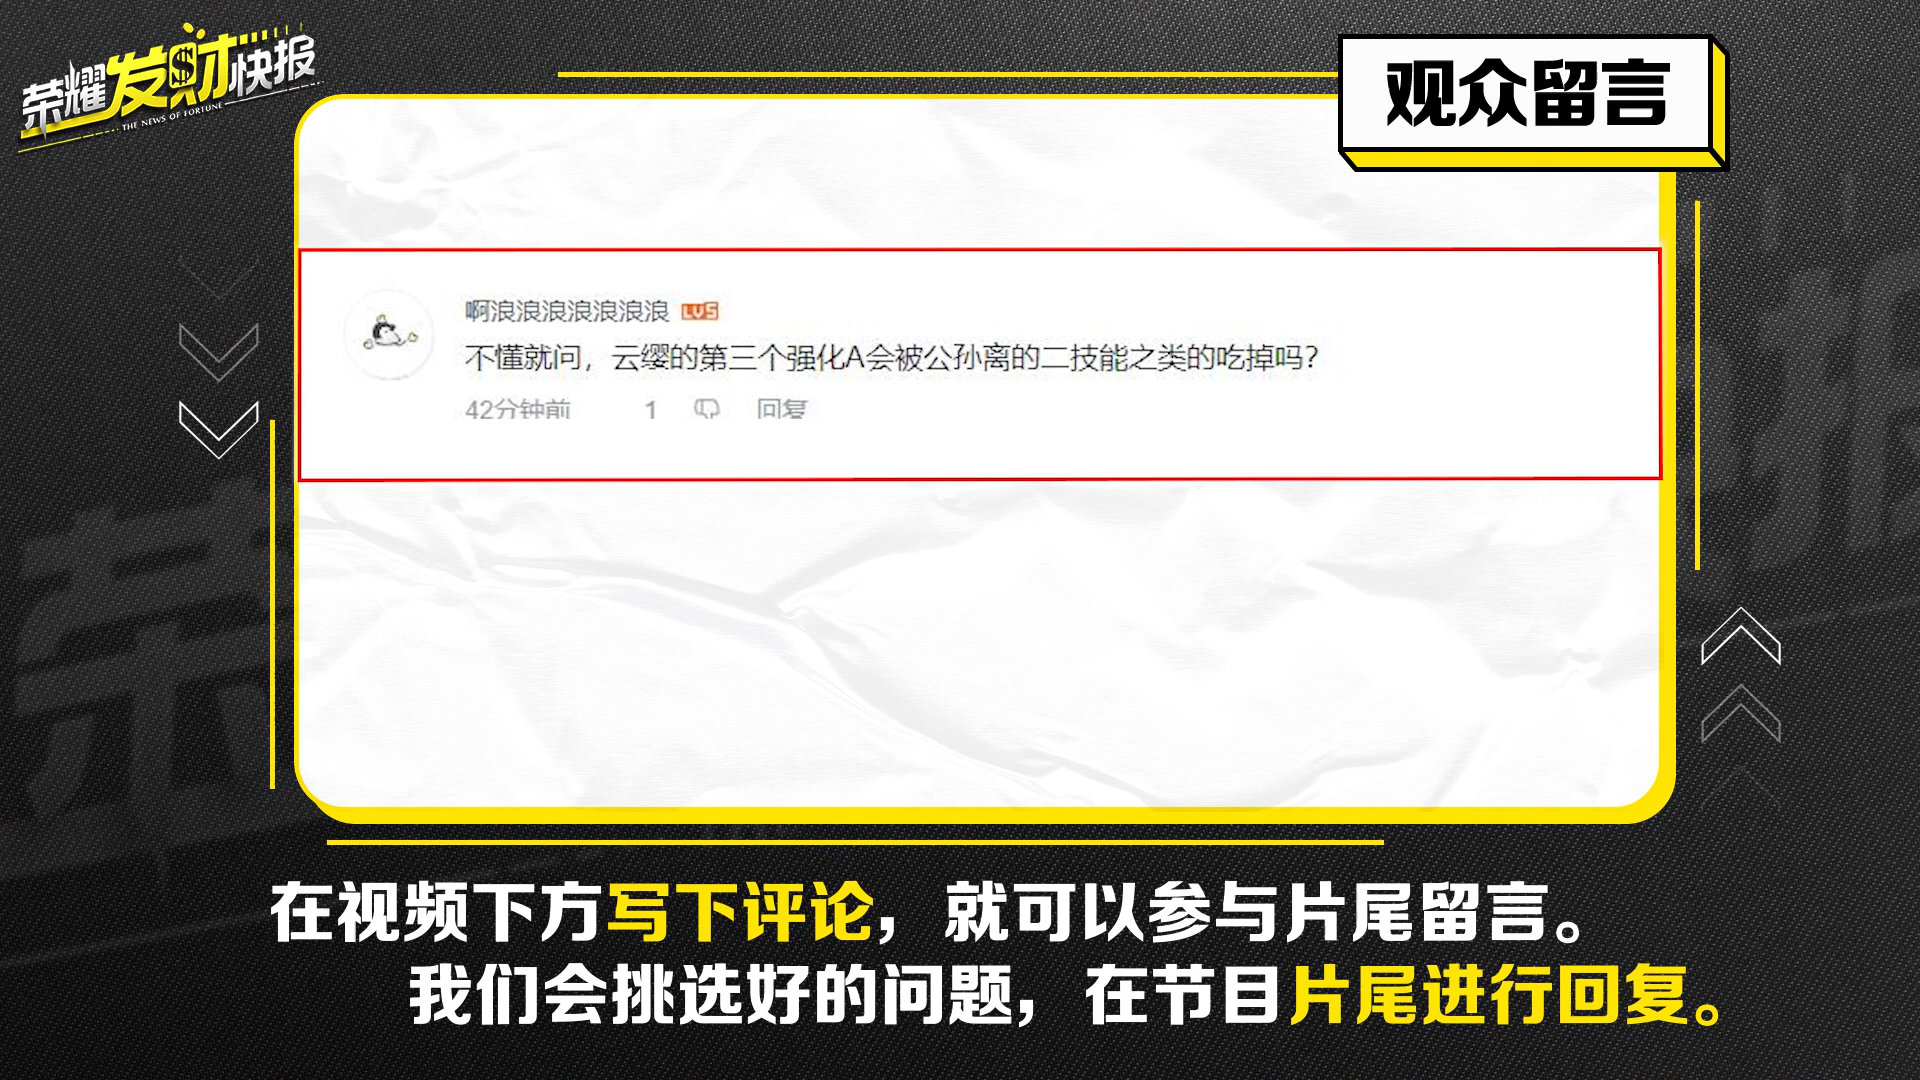 荣耀发财快报
THE NEWS OF FORTUNE
观众留言
啊浪浪浪浪浪浪浪 LV5
不懂就问，云缨的第三个强化A会被公孙离的二技能之类的吃掉吗？
42分钟前 1 回复
在视频下方写下评论，就可以参与片尾留言。
我们会挑选好的问题，在节目片尾进行回复。